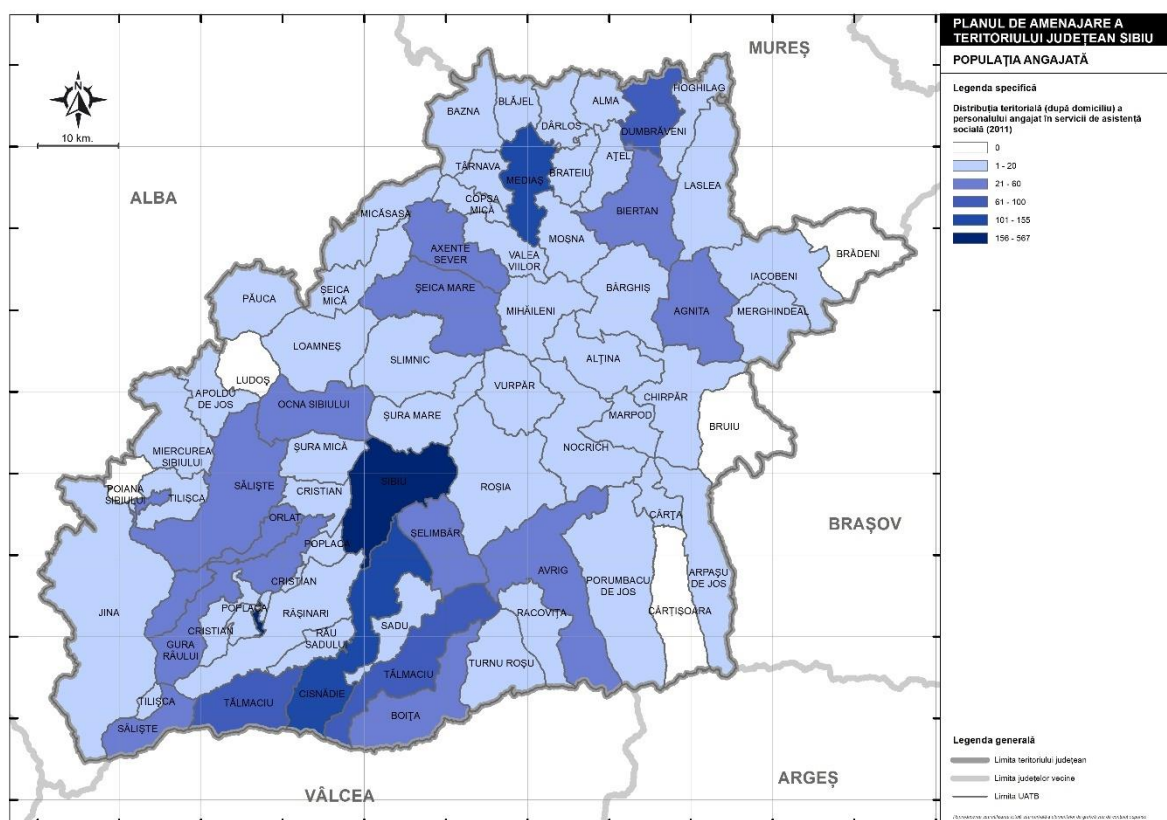 PLANUL DE AMENAJARE A
TERITORIULUI JUDEȚEAN SIBIU
POPULAȚIA ANGAJATĂ
Legenda specifică
Distribuția teritorială (după domiciliu) a
personalului angajat în servicii de asistență
socială (2011)
0
1 - 20
21 - 60
61 - 100
101 - 155
156 - 567
N
10 km.
MUREȘ
ALBA
BRAȘOV
ARGEȘ
VÂLCEA
BAZNA
BLĂJEL
DÂRLOS
ALMA
HOGHILAG
DUMBRĂVENI
TÂRNAVA
MEDIAȘ
BRATEIU
AȚEL
LASLEA
COPȘA
MICĂ
BIERTAN
MICĂSASA
AXENTE
SEVER
VALEA
VIILOR
MOȘNA
BRĂDENI
IACOBENI
PĂUCA
ȘEICA
MICĂ
ȘEICA MARE
BÂRGHIȘ
MIHĂILENI
AGNITA
MERGHINDEAL
LOAMNEȘ
SLIMNIC
ALȚINA
LUDOȘ
VURPĂR
APOLDU
DE JOS
OCNA SIBIULUI
ȘURA MARE
CHIRPĂR
MARPOD
BRUIU
MIERCUREA
SIBIULUI
ȘURA MICĂ
NOCRICH
POIANA
SIBIULUI
TILIȘCA
SĂLIȘTE
CRISTIAN
SIBIU
ROȘIA
ORLAT
CÂRȚA
POPLACA
ȘELIMBĂR
AVRIG
PORUMBACU
DE JOS
ARPAȘU
DE JOS
CRISTIAN
JINA
POPLACA
RĂȘINARI
RACOVIȚA
CÂRȚIȘOARA
CRISTIAN
RÂU
SADULUI
SADU
GURA
RÂULUI
TURNU ROȘU
TĂLMACIU
TILIȘCA
TĂLMACIU
CISNĂDIE
BOIȚA
SĂLIȘTE
Legenda generală
Limita teritoriului județean
Limita județelor vecine
Limita UATB